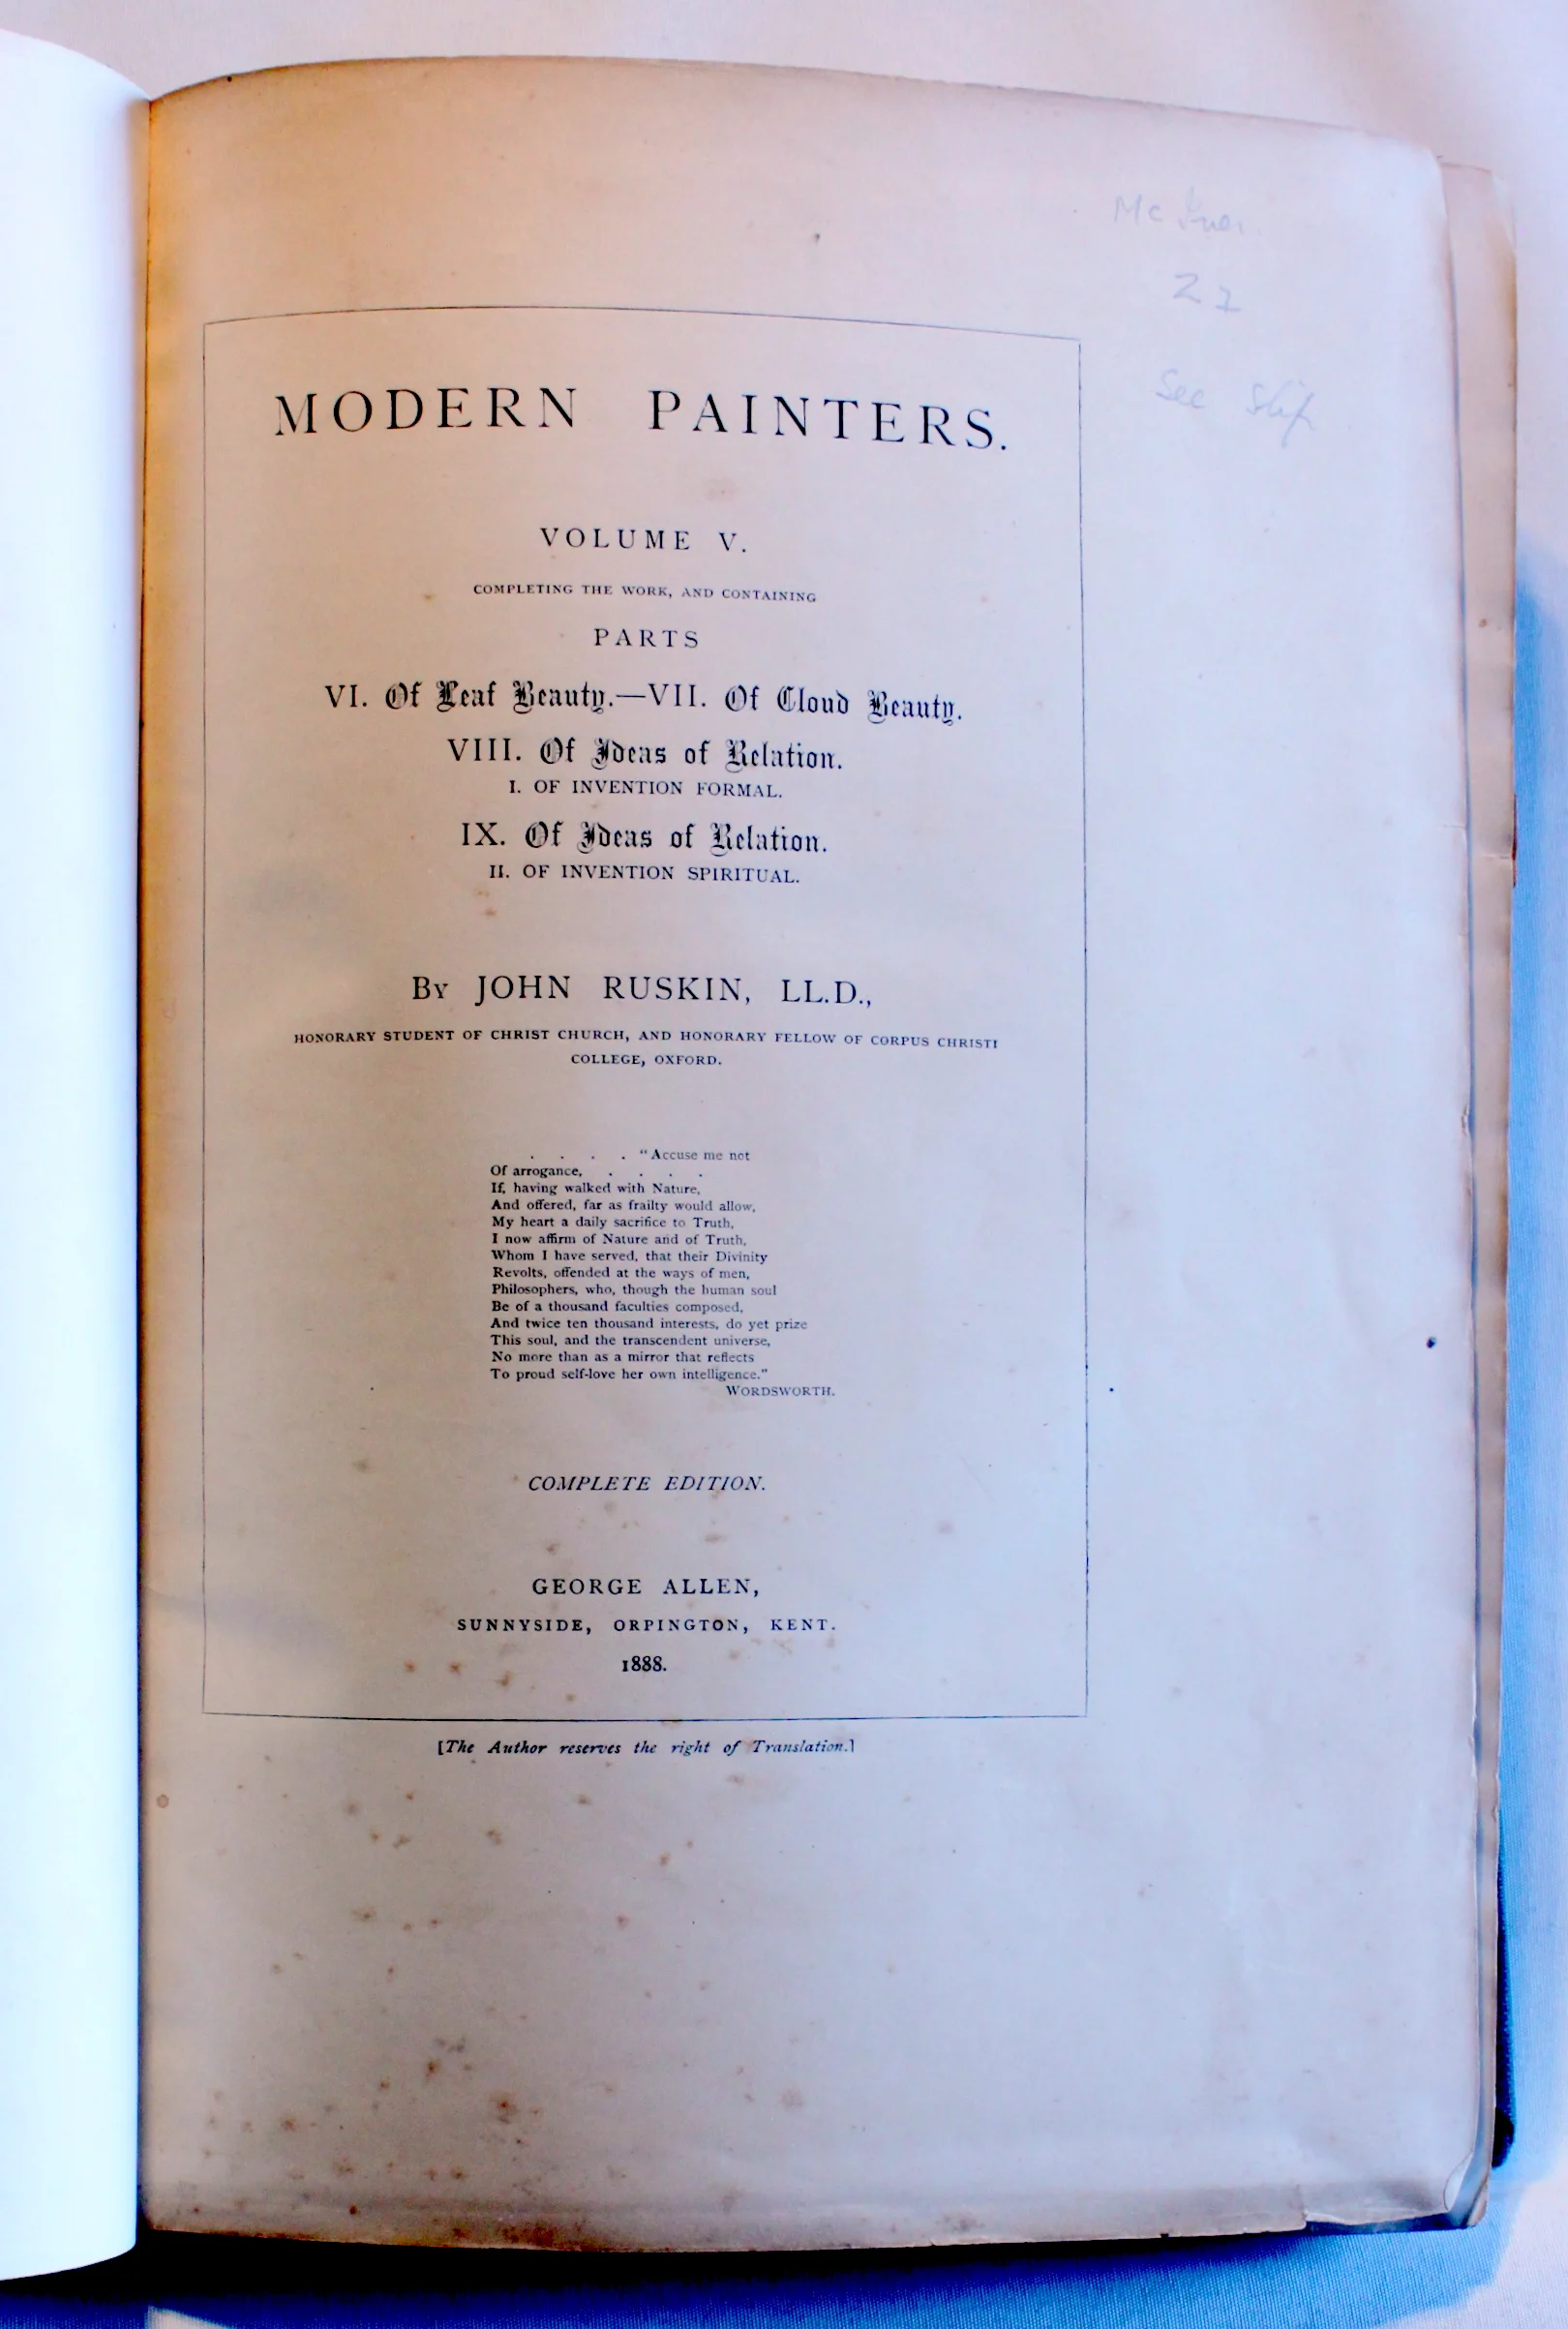 See slip
MODERN PAINTERS.
VOLUME V.
COMPLETING THE WORK, AND CONTAINING
PARTS
VI. Of Leaf Beauty.—VII. Of Cloud Beauty.
VIII. Of Ideas of Relation.
I. OF INVENTION FORMAL.
IX. Of Ideas of Relation.
II. OF INVENTION SPIRITUAL.
By JOHN RUSKIN, LL.D.,
HONORARY STUDENT OF CHRIST CHURCH, AND HONORARY FELLOW OF CORPUS CHRISTI
COLLEGE, OXFORD.
. . . . "Accuse me not
Of arrogance, . . . .
If, having walked with Nature,
And offered, far as frailty would allow,
My heart a daily sacrifice to Truth,
I now affirm of Nature and of Truth,
Whom I have served, that their Divinity
Revolts, offended at the ways of men,
Philosophers, who, though the human soul
Be of a thousand faculties composed,
And twice ten thousand interests, do yet prize
This soul, and the transcendent universe,
No more than as a mirror that reflects
To proud self-love her own intelligence."
WORDSWORTH.
COMPLETE EDITION.
GEORGE ALLEN,
SUNNYSIDE, ORPINGTON, KENT.
1888.
[The Author reserves the right of Translation.]